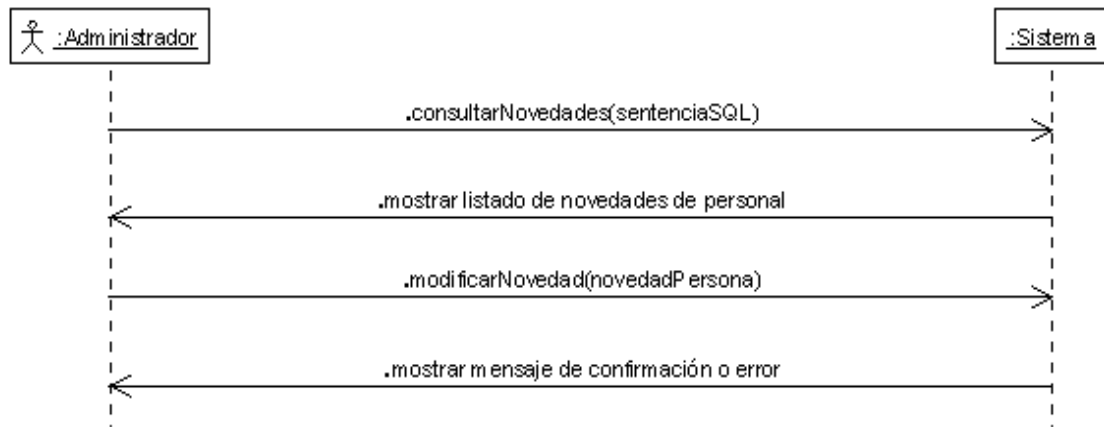 :Administrador
:Sistema
.consultarNovedades(sentenciaSQL)
.mostrar listado de novedades de personal
.modificarNovedad(novedadPersona)
.mostrar mensaje de confirmación o error